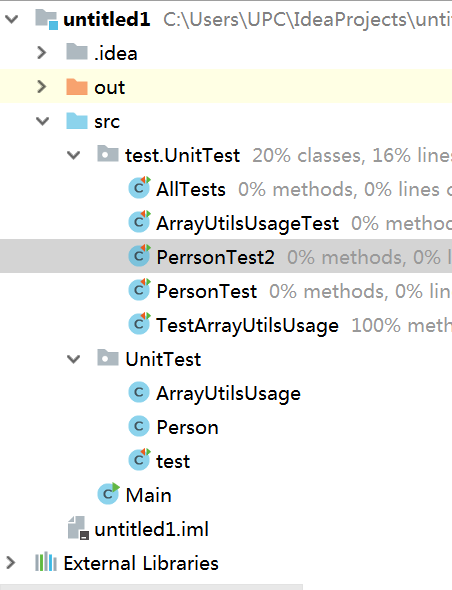 untitled1 C:\Users\UPC\IdeaProjects\unti
.idea
out
src
test.UnitTest 20% classes, 16% lines
AllTests 0% methods, 0% lines c
ArrayUtilsUsageTest 0% metho
PerrsonTest2 0% methods, 0% l
PersonTest 0% methods, 0% lin
TestArrayUtilsUsage 100% meth
UnitTest
ArrayUtilsUsage
Person
test
Main
untitled1.iml
External Libraries